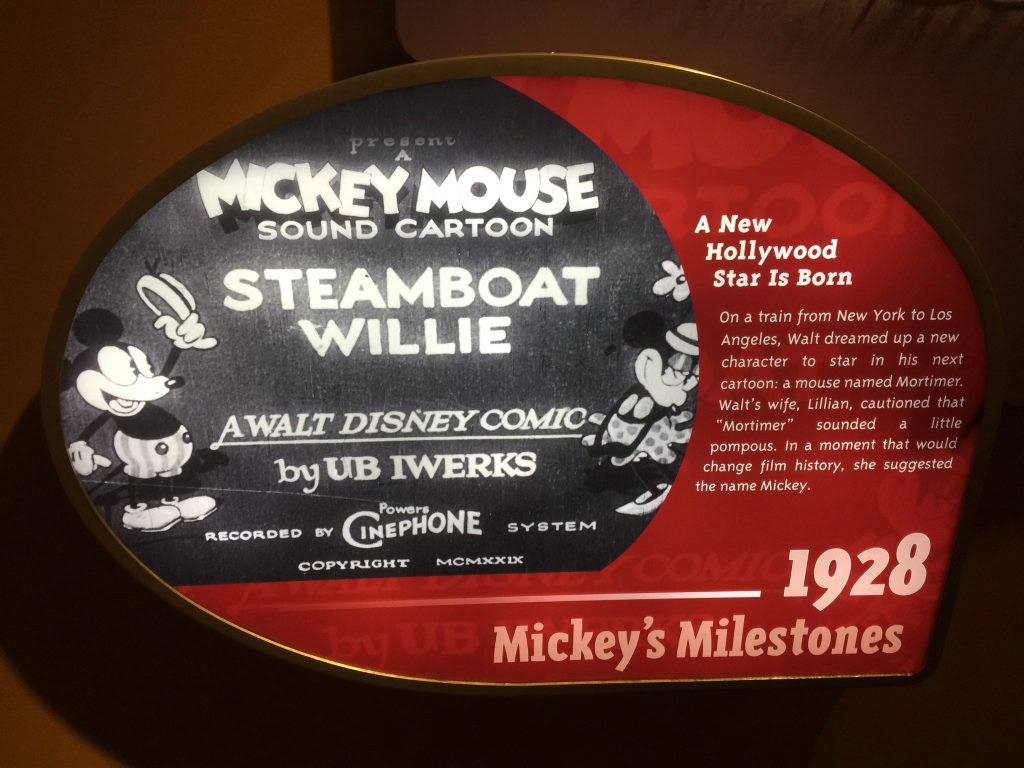 present
A
MICKEY MOUSE
SOUND CARTOON
STEAMBOAT
WILLIE
A WALT DISNEY COMIC
by UB IWERKS
RECORDED BY Powers CINEPHONE SYSTEM
COPYRIGHT MCMXXIX
A New
Hollywood
Star Is Born
On a train from New York to Los
Angeles, Walt dreamed up a new
character to star in his next
cartoon: a mouse named Mortimer.
Walt's wife, Lillian, cautioned that
"Mortimer" sounded a little
pompous. In a moment that would
change film history, she suggested
the name Mickey.
1928
Mickey's Milestones